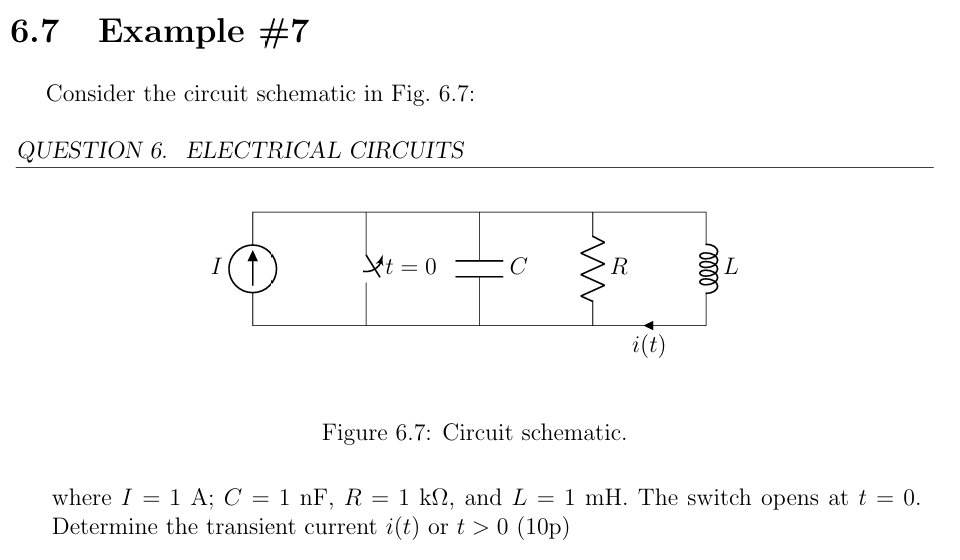 6.7 Example #7
Consider the circuit schematic in Fig. 6.7:
QUESTION 6. ELECTRICAL CIRCUITS
I
t = 0
C
R
L
i(t)
Figure 6.7: Circuit schematic.
where I = 1 A; C = 1 nF, R = 1 kΩ, and L = 1 mH. The switch opens at t = 0.
Determine the transient current i(t) or t > 0 (10p)